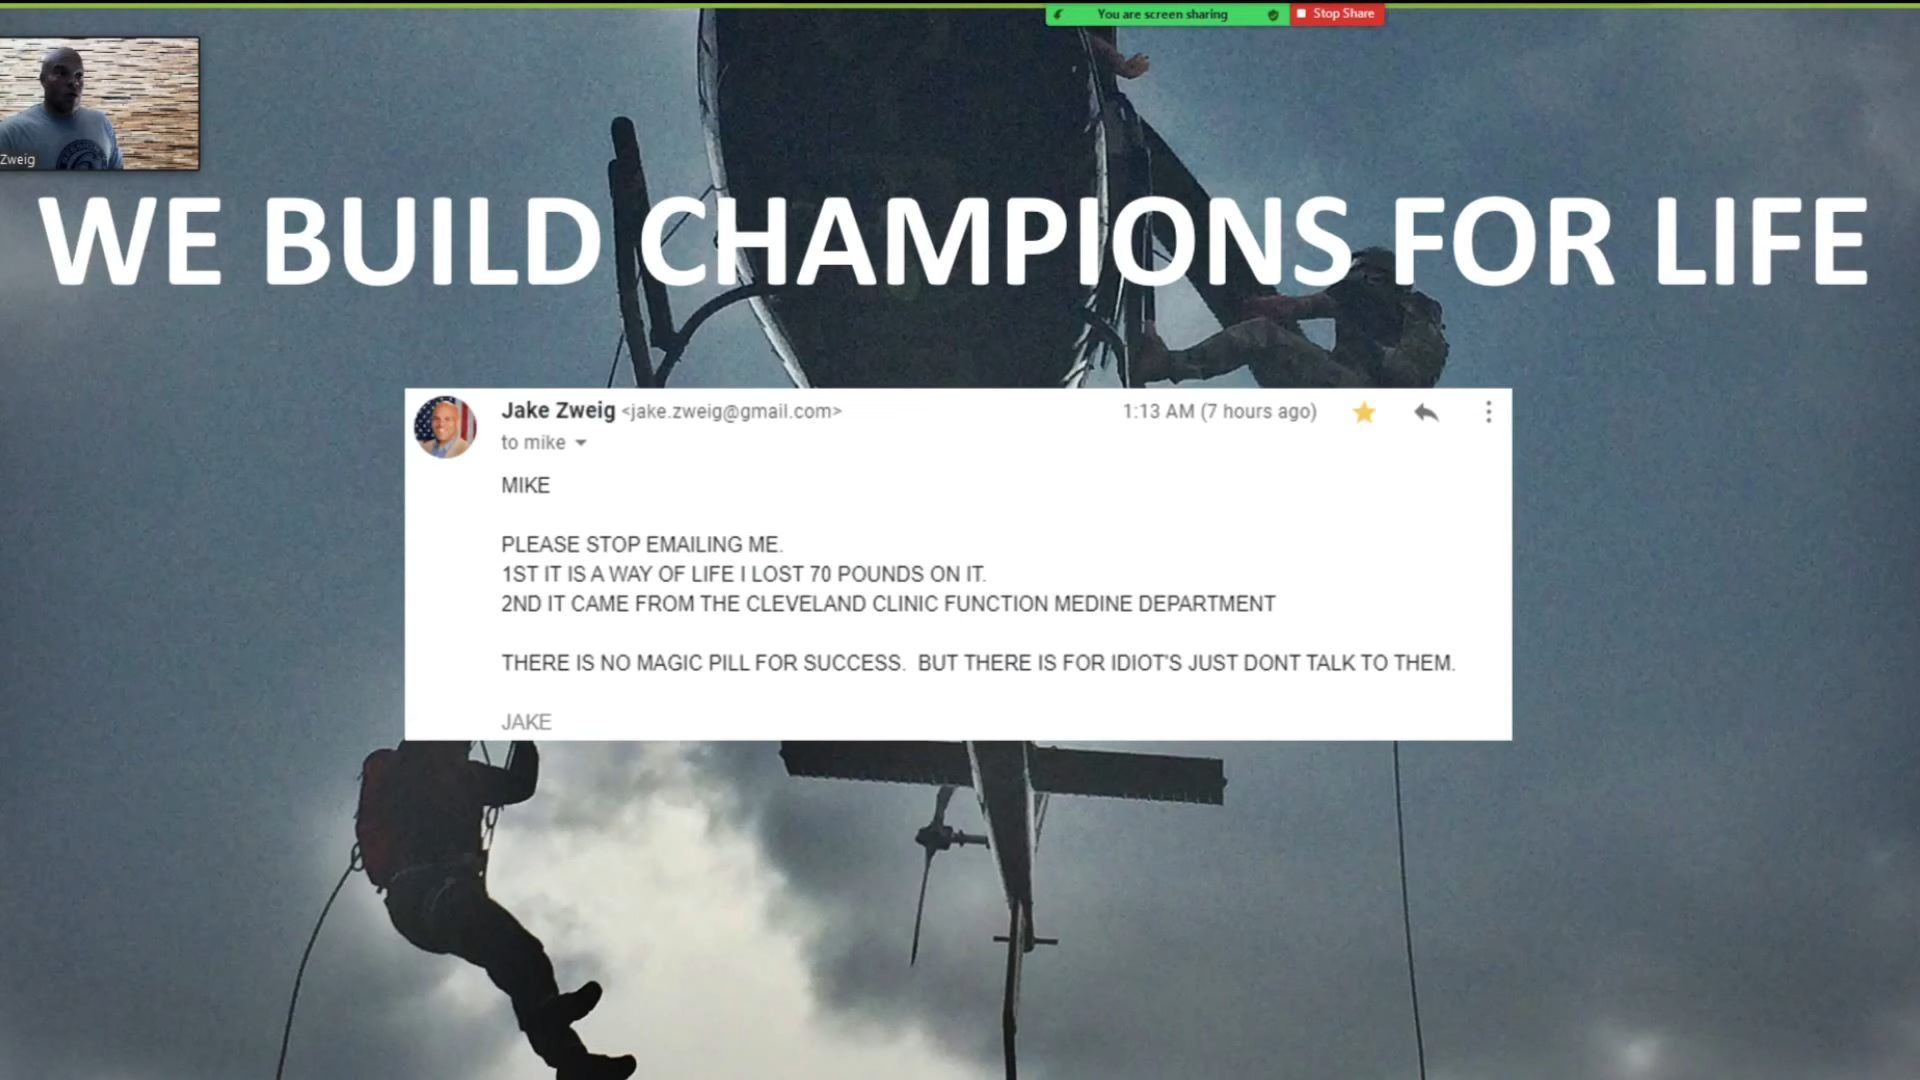 You are screen sharing
Stop Share
Zweig
WE BUILD CHAMPIONS FOR LIFE
Jake Zweig <jake.zweig@gmail.com>
1:13 AM (7 hours ago)
to mike
MIKE
PLEASE STOP EMAILING ME.
1ST IT IS A WAY OF LIFE I LOST 70 POUNDS ON IT.
2ND IT CAME FROM THE CLEVELAND CLINIC FUNCTION MEDINE DEPARTMENT
THERE IS NO MAGIC PILL FOR SUCCESS.  BUT THERE IS FOR IDIOT'S JUST DONT TALK TO THEM.
JAKE